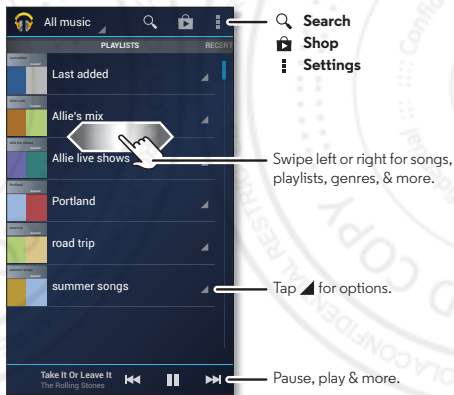 All music
Search
Shop
Settings
PLAYLISTS
RECENT
Last added
Allie's mix
Allie live shows
Swipe left or right for songs,
playlists, genres, & more.
Portland
road trip
summer songs
Tap for options.
Take It Or Leave It
The Rolling Stones
Pause, play & more.